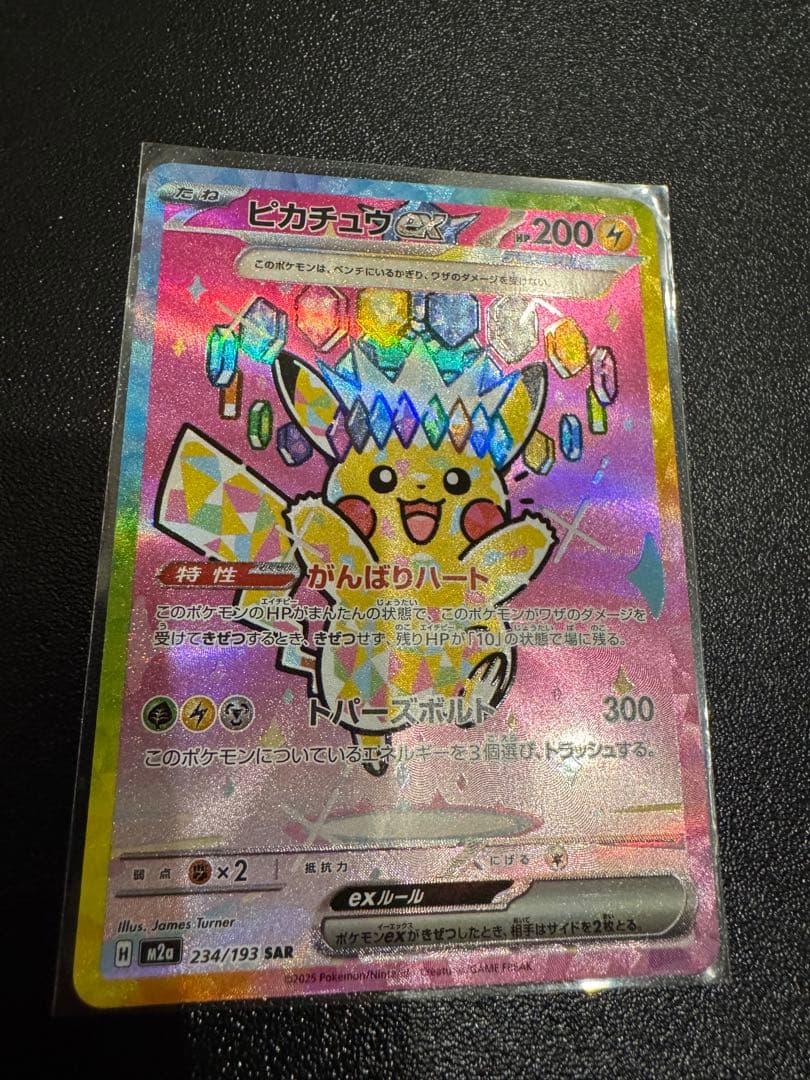 たね ピカチュウex HP200
このポケモンは、ベンチにいるかぎり、ワザのダメージを受けない。
特性 がんばりハート
このポケモンのHPがまんたんの状態で、このポケモンがワザのダメージを
受けてきぜつするとき、きぜつせず、残りHPが「10」の状態で場に残る。
トパーズボルト 300
このポケモンについているエネルギーを3個選び、トラッシュする。
弱点 ×2 抵抗力 にげる
exルール
ポケモンexがきぜつしたとき、相手はサイドを2枚とる。
Illus. James Turner
H M2a 234/193 SAR
©2025 Pokémon/Nintendo/Creatures/GAME FREAK